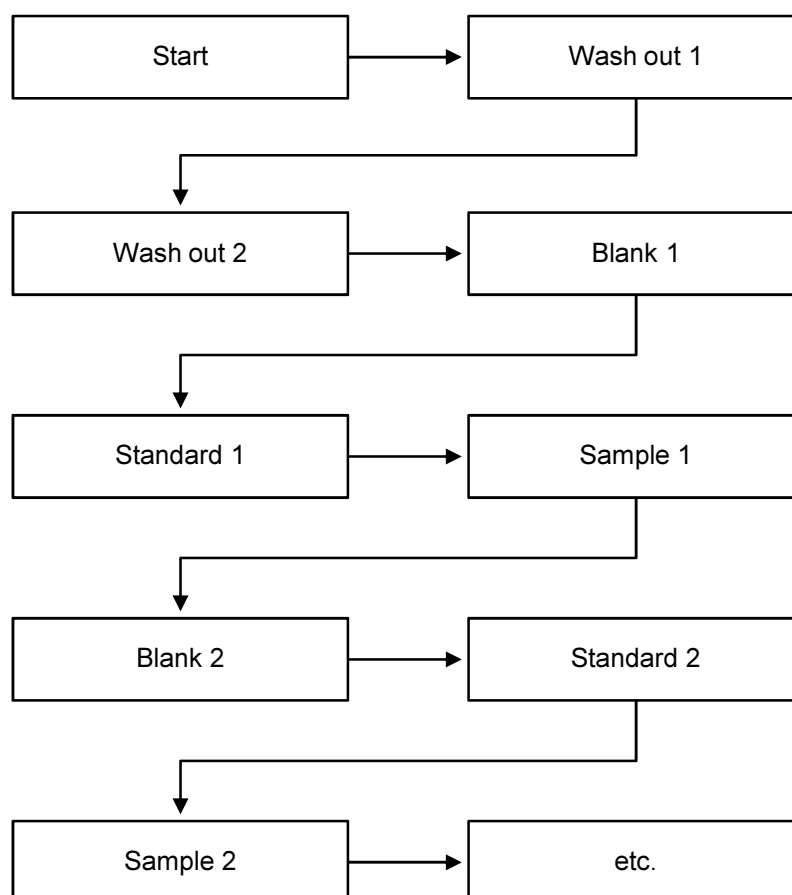 Start
Wash out 1
Wash out 2
Blank 1
Standard 1
Sample 1
Blank 2
Standard 2
Sample 2
etc.